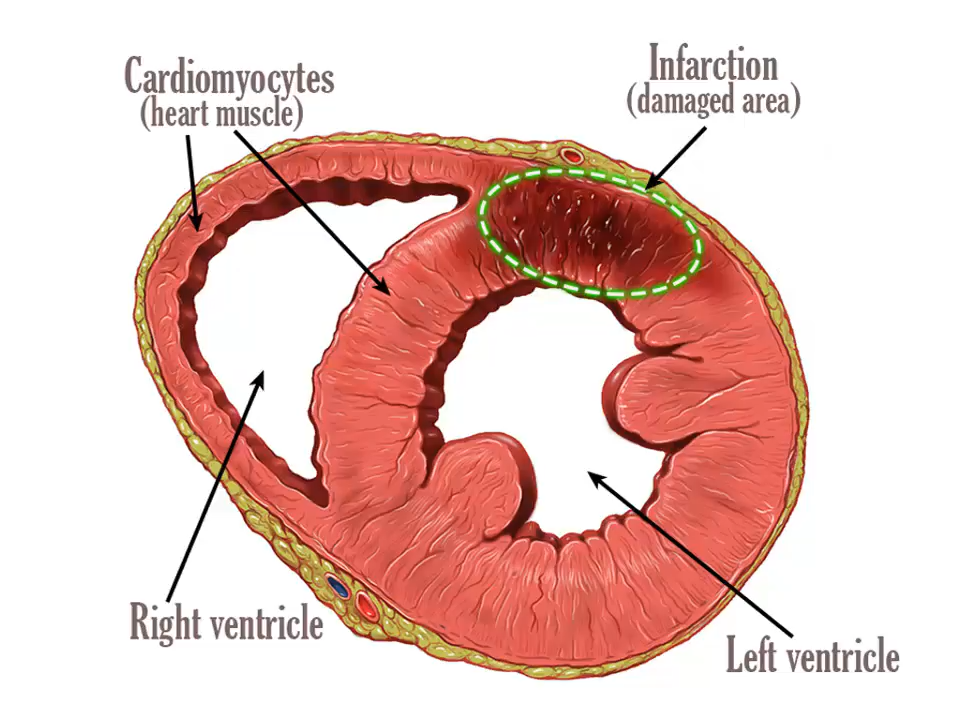 Cardiomyocytes
(heart muscle)
Infarction
(damaged area)
Right ventricle
Left ventricle